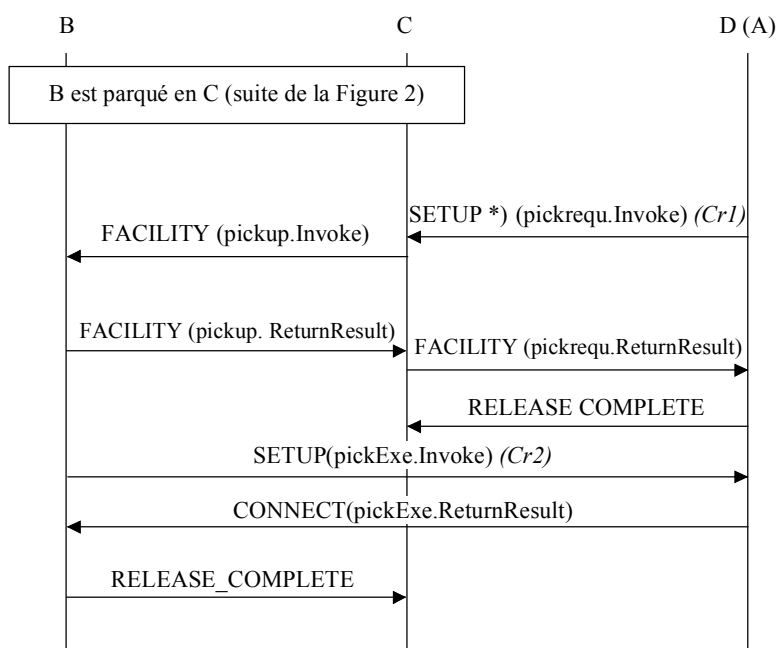 B
C
D (A)
B est parqué en C (suite de la Figure 2)
SETUP *) (pickrequ.Invoke) (Cr1)
FACILITY (pickup.Invoke)
FACILITY (pickup. ReturnResult)
FACILITY (pickrequ.ReturnResult)
RELEASE COMPLETE
SETUP(pickExe.Invoke) (Cr2)
CONNECT(pickExe.ReturnResult)
RELEASE_COMPLETE